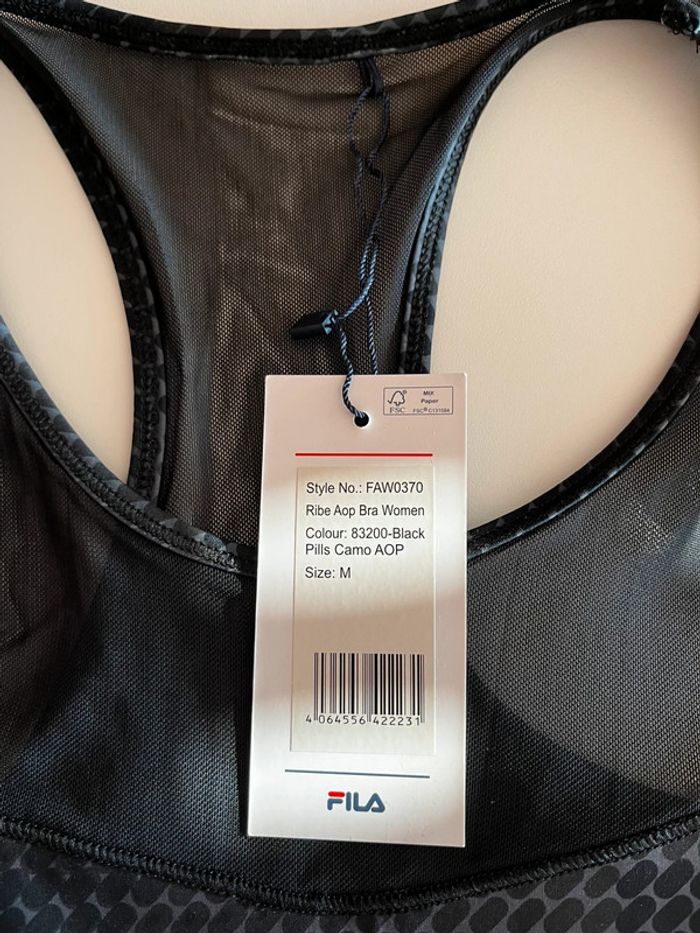 MIX
Paper
FSC
FSC® C131584
Style No.: FAW0370
Ribe Aop Bra Women
Colour: 83200-Black
Pills Camo AOP
Size: M
4 064556 422231
FILA